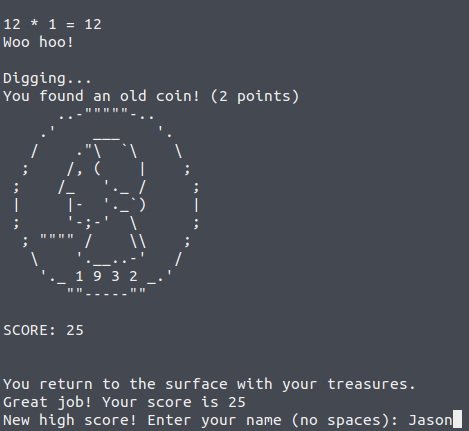 12 * 1 = 12
Woo hoo!
Digging...
You found an old coin! (2 points)
1 9 3 2
SCORE: 25
You return to the surface with your treasures.
Great job! Your score is 25
New high score! Enter your name (no spaces): Jason